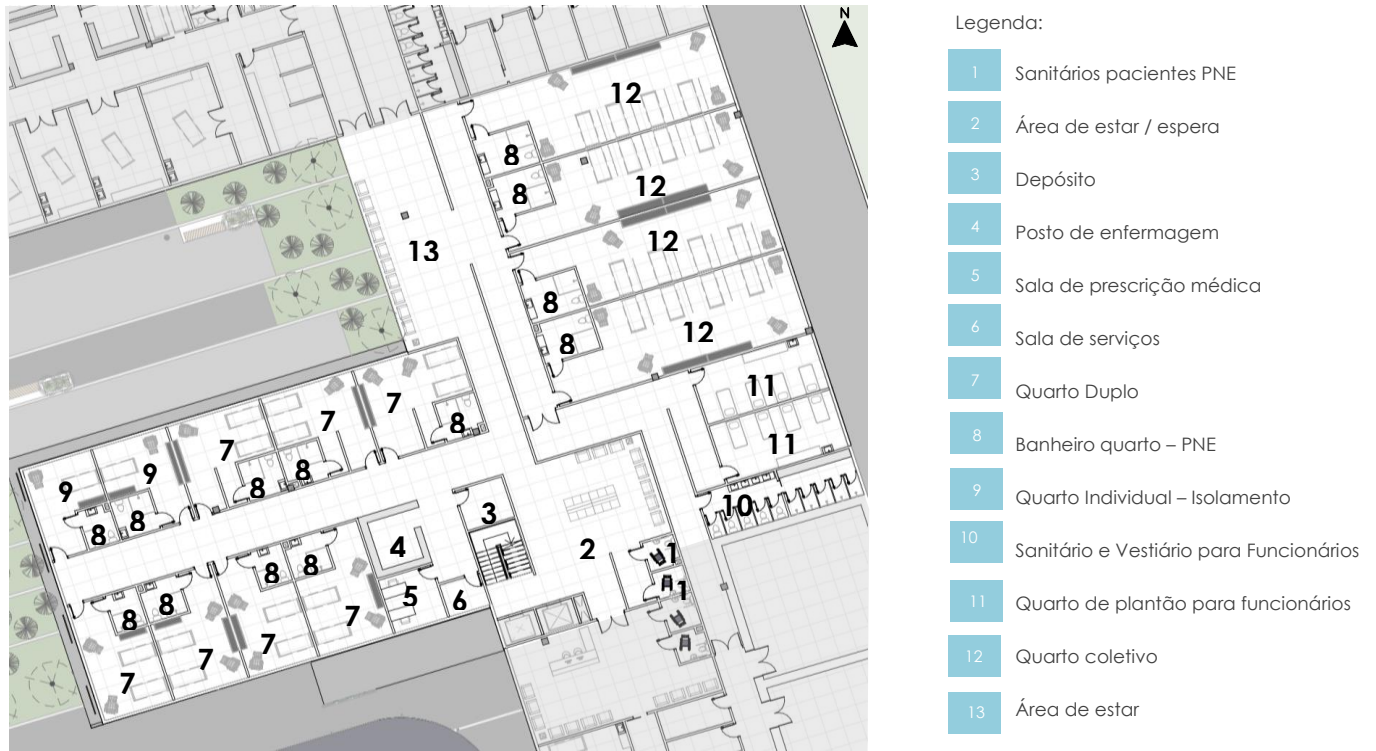 N
12
8
8
12
13
12
8
8
12
7
7
11
8
11
9
9
7
8
8
10
8
8
3
4
2
1
8
8
1
8
8
5
6
7
7
7
7
Legenda:
1 Sanitários pacientes PNE
2 Área de estar / espera
3 Depósito
4 Posto de enfermagem
5 Sala de prescrição médica
6 Sala de serviços
7 Quarto Duplo
8 Banheiro quarto – PNE
9 Quarto Individual – Isolamento
10 Sanitário e Vestiário para Funcionários
11 Quarto de plantão para funcionários
12 Quarto coletivo
13 Área de estar